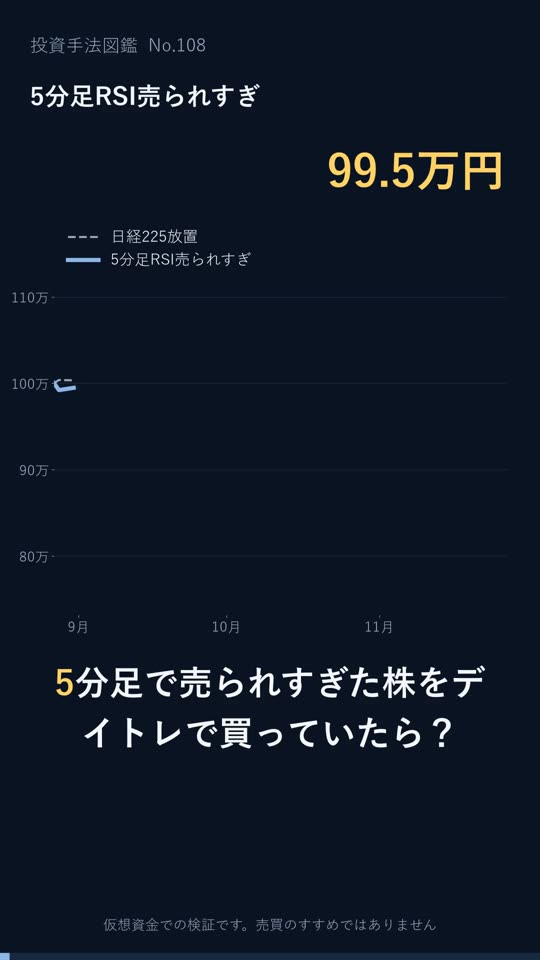 投資手法図鑑 No.108
5分足RSI売られすぎ
99.5万円
日経225放置
5分足RSI売られすぎ
110万
100万
90万
80万
9月 10月 11月
5分足で売られすぎた株をデ
イトレで買っていたら？
仮想資金での検証です。売買のすすめではありません